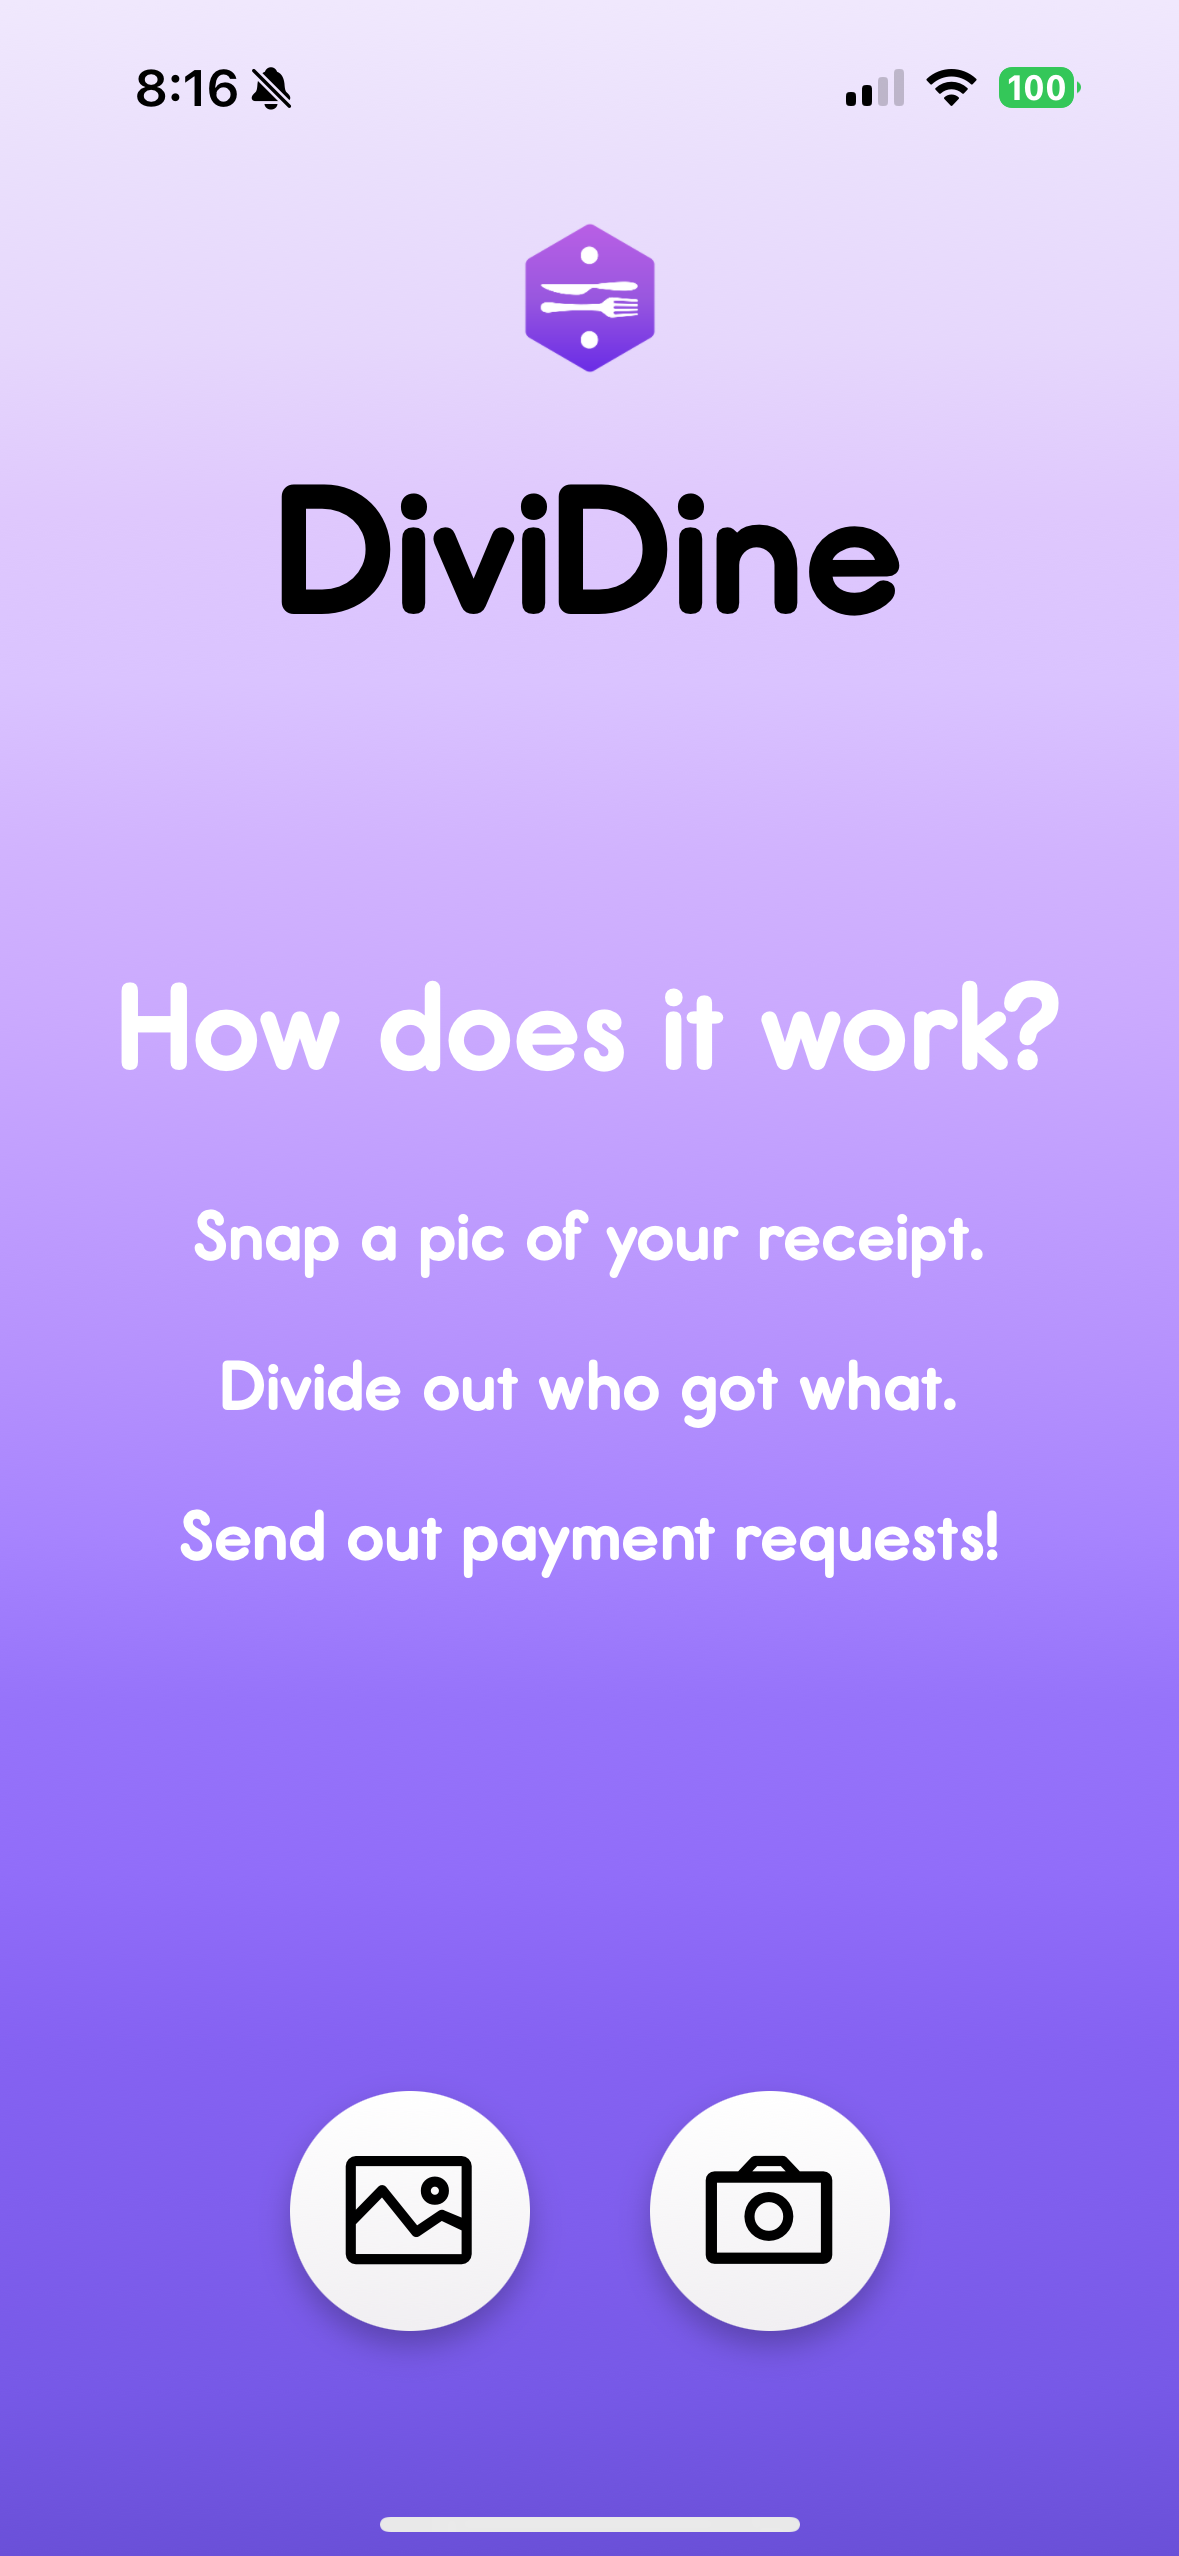 8:16 100
DiviDine
How does it work?
Snap a pic of your receipt.
Divide out who got what.
Send out payment requests!